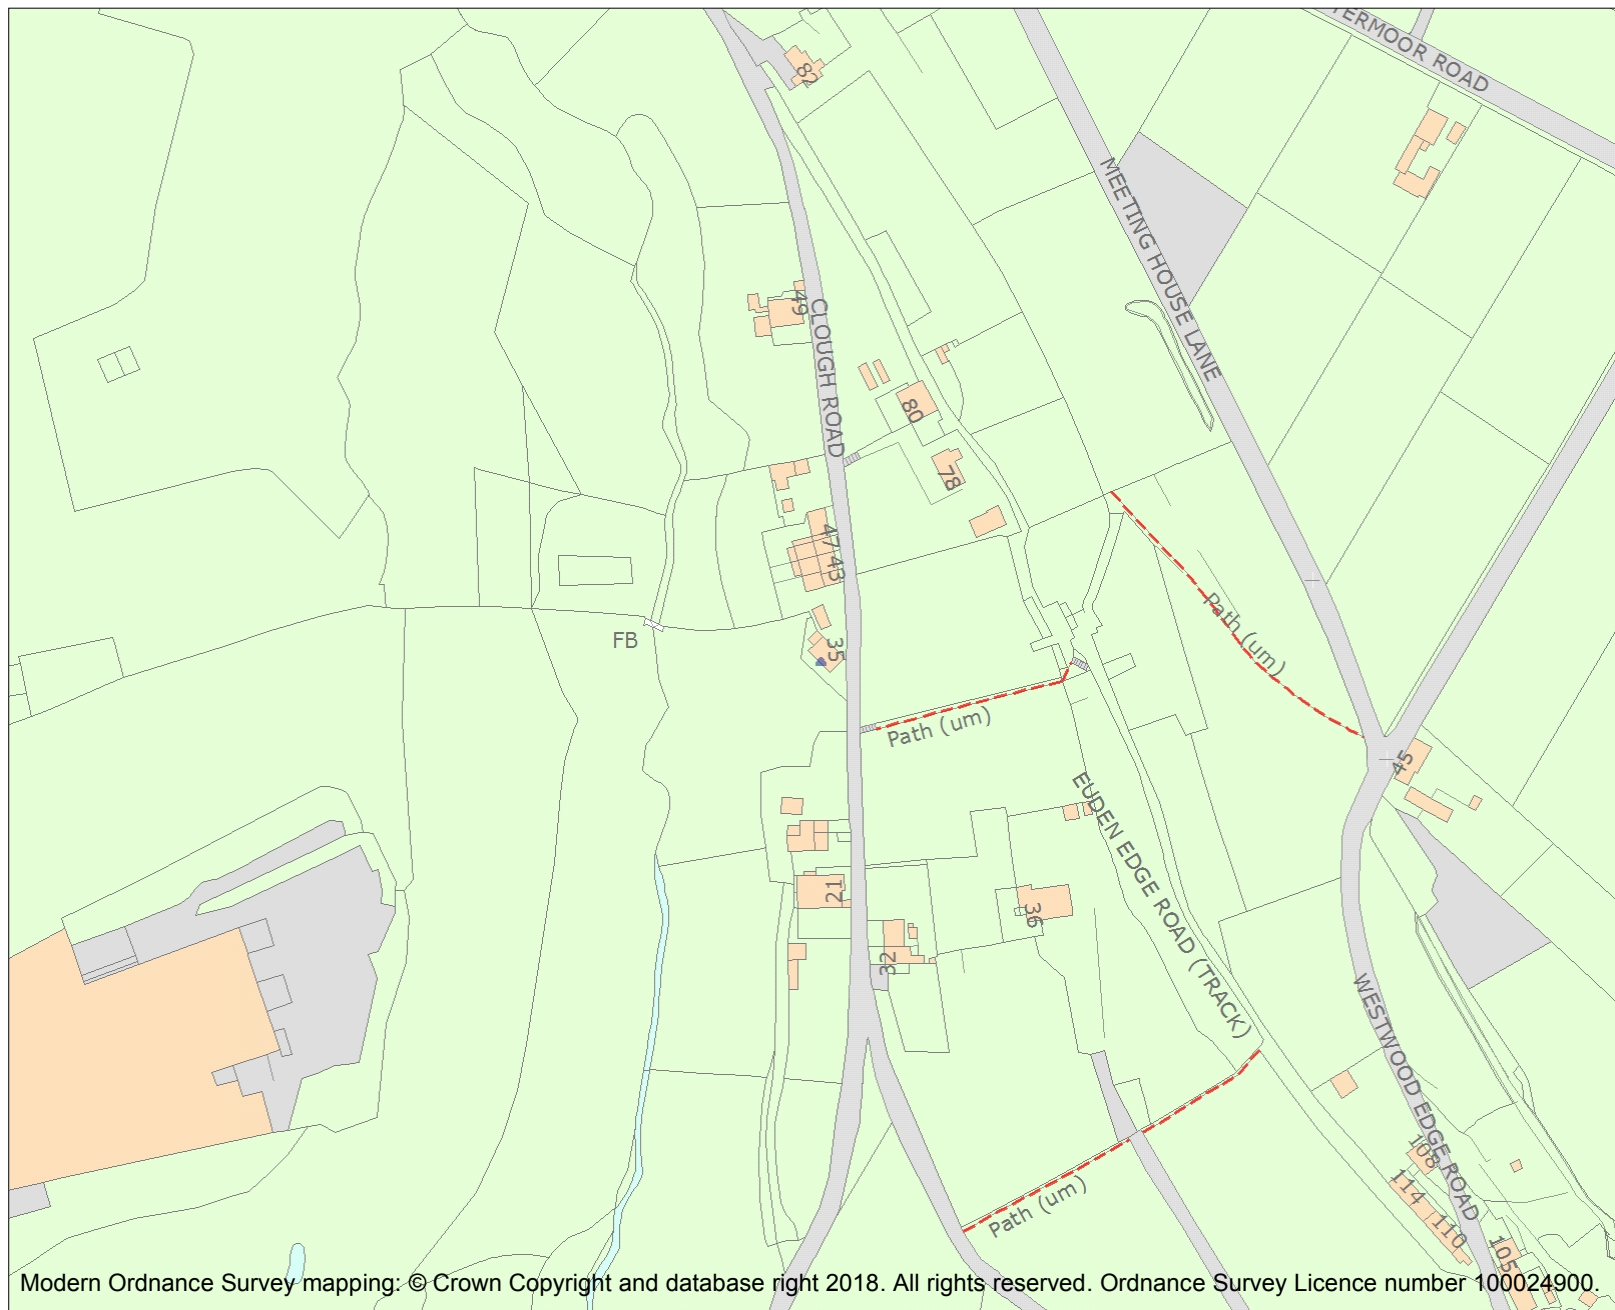 TERMOOR ROAD
82
MEETING HOUSE LANE
49
CLOUGH ROAD
80
78
47
43
Path (um)
FB
35
Path (um)
45
EUDEN EDGE ROAD (TRACK)
21
36
32
WESTWOOD EDGE ROAD
108
114
110
Path (um)
105
Modern Ordnance Survey mapping: © Crown Copyright and database right 2018. All rights reserved. Ordnance Survey Licence number 100024900.